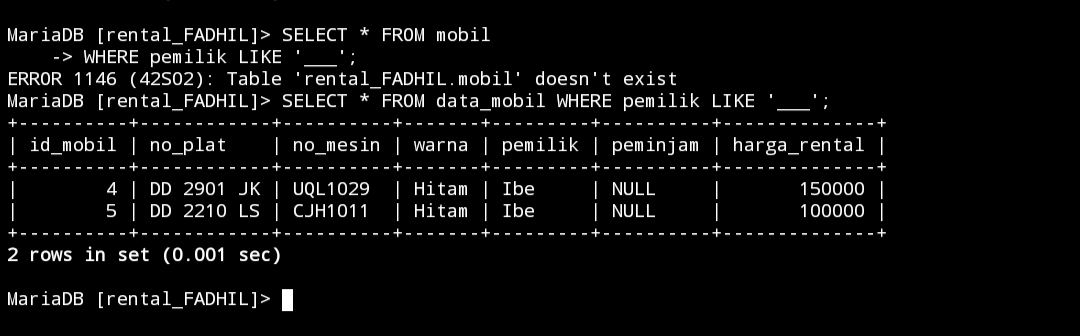 MariaDB [rental_FADHIL]> SELECT * FROM mobil
    -> WHERE pemilik LIKE '___';
ERROR 1146 (42S02): Table 'rental_FADHIL.mobil' doesn't exist
MariaDB [rental_FADHIL]> SELECT * FROM data_mobil WHERE pemilik LIKE '___';
+----------+------------+----------+-------+---------+----------+--------------+
| id_mobil | no_plat    | no_mesin | warna | pemilik | peminjam | harga_rental |
+----------+------------+----------+-------+---------+----------+--------------+
|        4 | DD 2901 JK | UQL1029  | Hitam | Ibe     | NULL     |       150000 |
|        5 | DD 2210 LS | CJH1011  | Hitam | Ibe     | NULL     |       100000 |
+----------+------------+----------+-------+---------+----------+--------------+
2 rows in set (0.001 sec)
MariaDB [rental_FADHIL]>